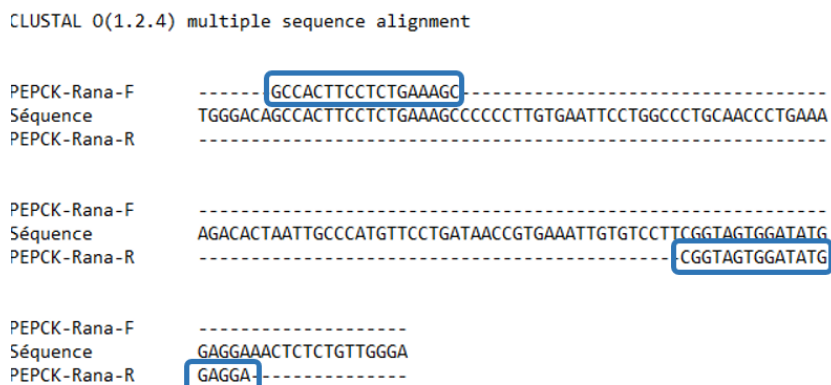 CLUSTAL O(1.2.4) multiple sequence alignment
PEPCK-Rana-F -------GCCACTTCCTCTGAAAGC-----------------------------------
Séquence TGGGACAGCCACTTCCTCTGAAAGCCCCCCTTGTGAATTCCTGGCCCTGCAACCCTGAAA
PEPCK-Rana-R ------------------------------------------------------------
PEPCK-Rana-F ------------------------------------------------------------
Séquence AGACACTAATTGCCCATGTTCCTGATAACCGTGAAATTGTGTCCTTCGGTAGTGGATATG
PEPCK-Rana-R ----------------------------------------------CGGTAGTGGATATG
PEPCK-Rana-F --------------------
Séquence GAGGAAACTCTCTGTTGGGA
PEPCK-Rana-R GAGGA---------------